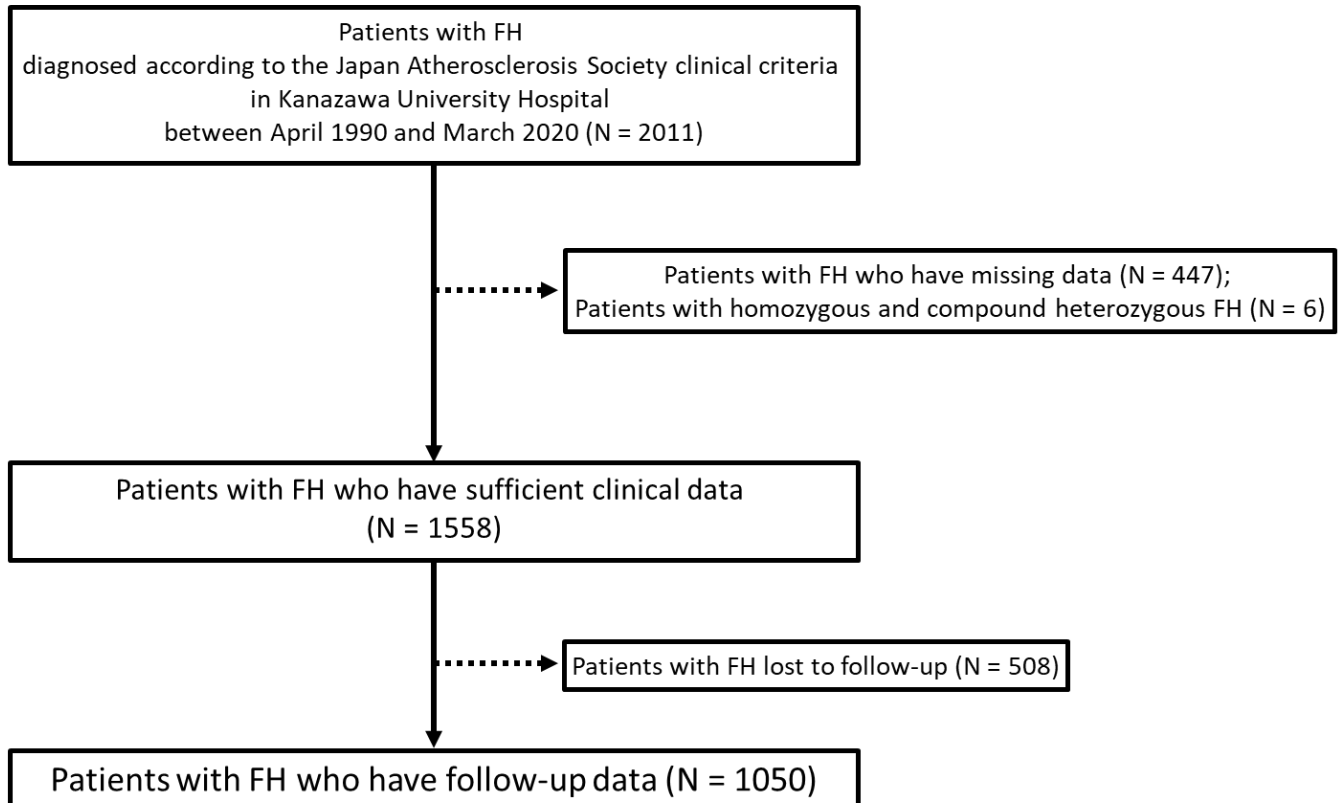 Patients with FH
diagnosed according to the Japan Atherosclerosis Society clinical criteria
in Kanazawa University Hospital
between April 1990 and March 2020 (N = 2011)
Patients with FH who have missing data (N = 447);
Patients with homozygous and compound heterozygous FH (N = 6)
Patients with FH who have sufficient clinical data
(N = 1558)
Patients with FH lost to follow-up (N = 508)
Patients with FH who have follow-up data (N = 1050)